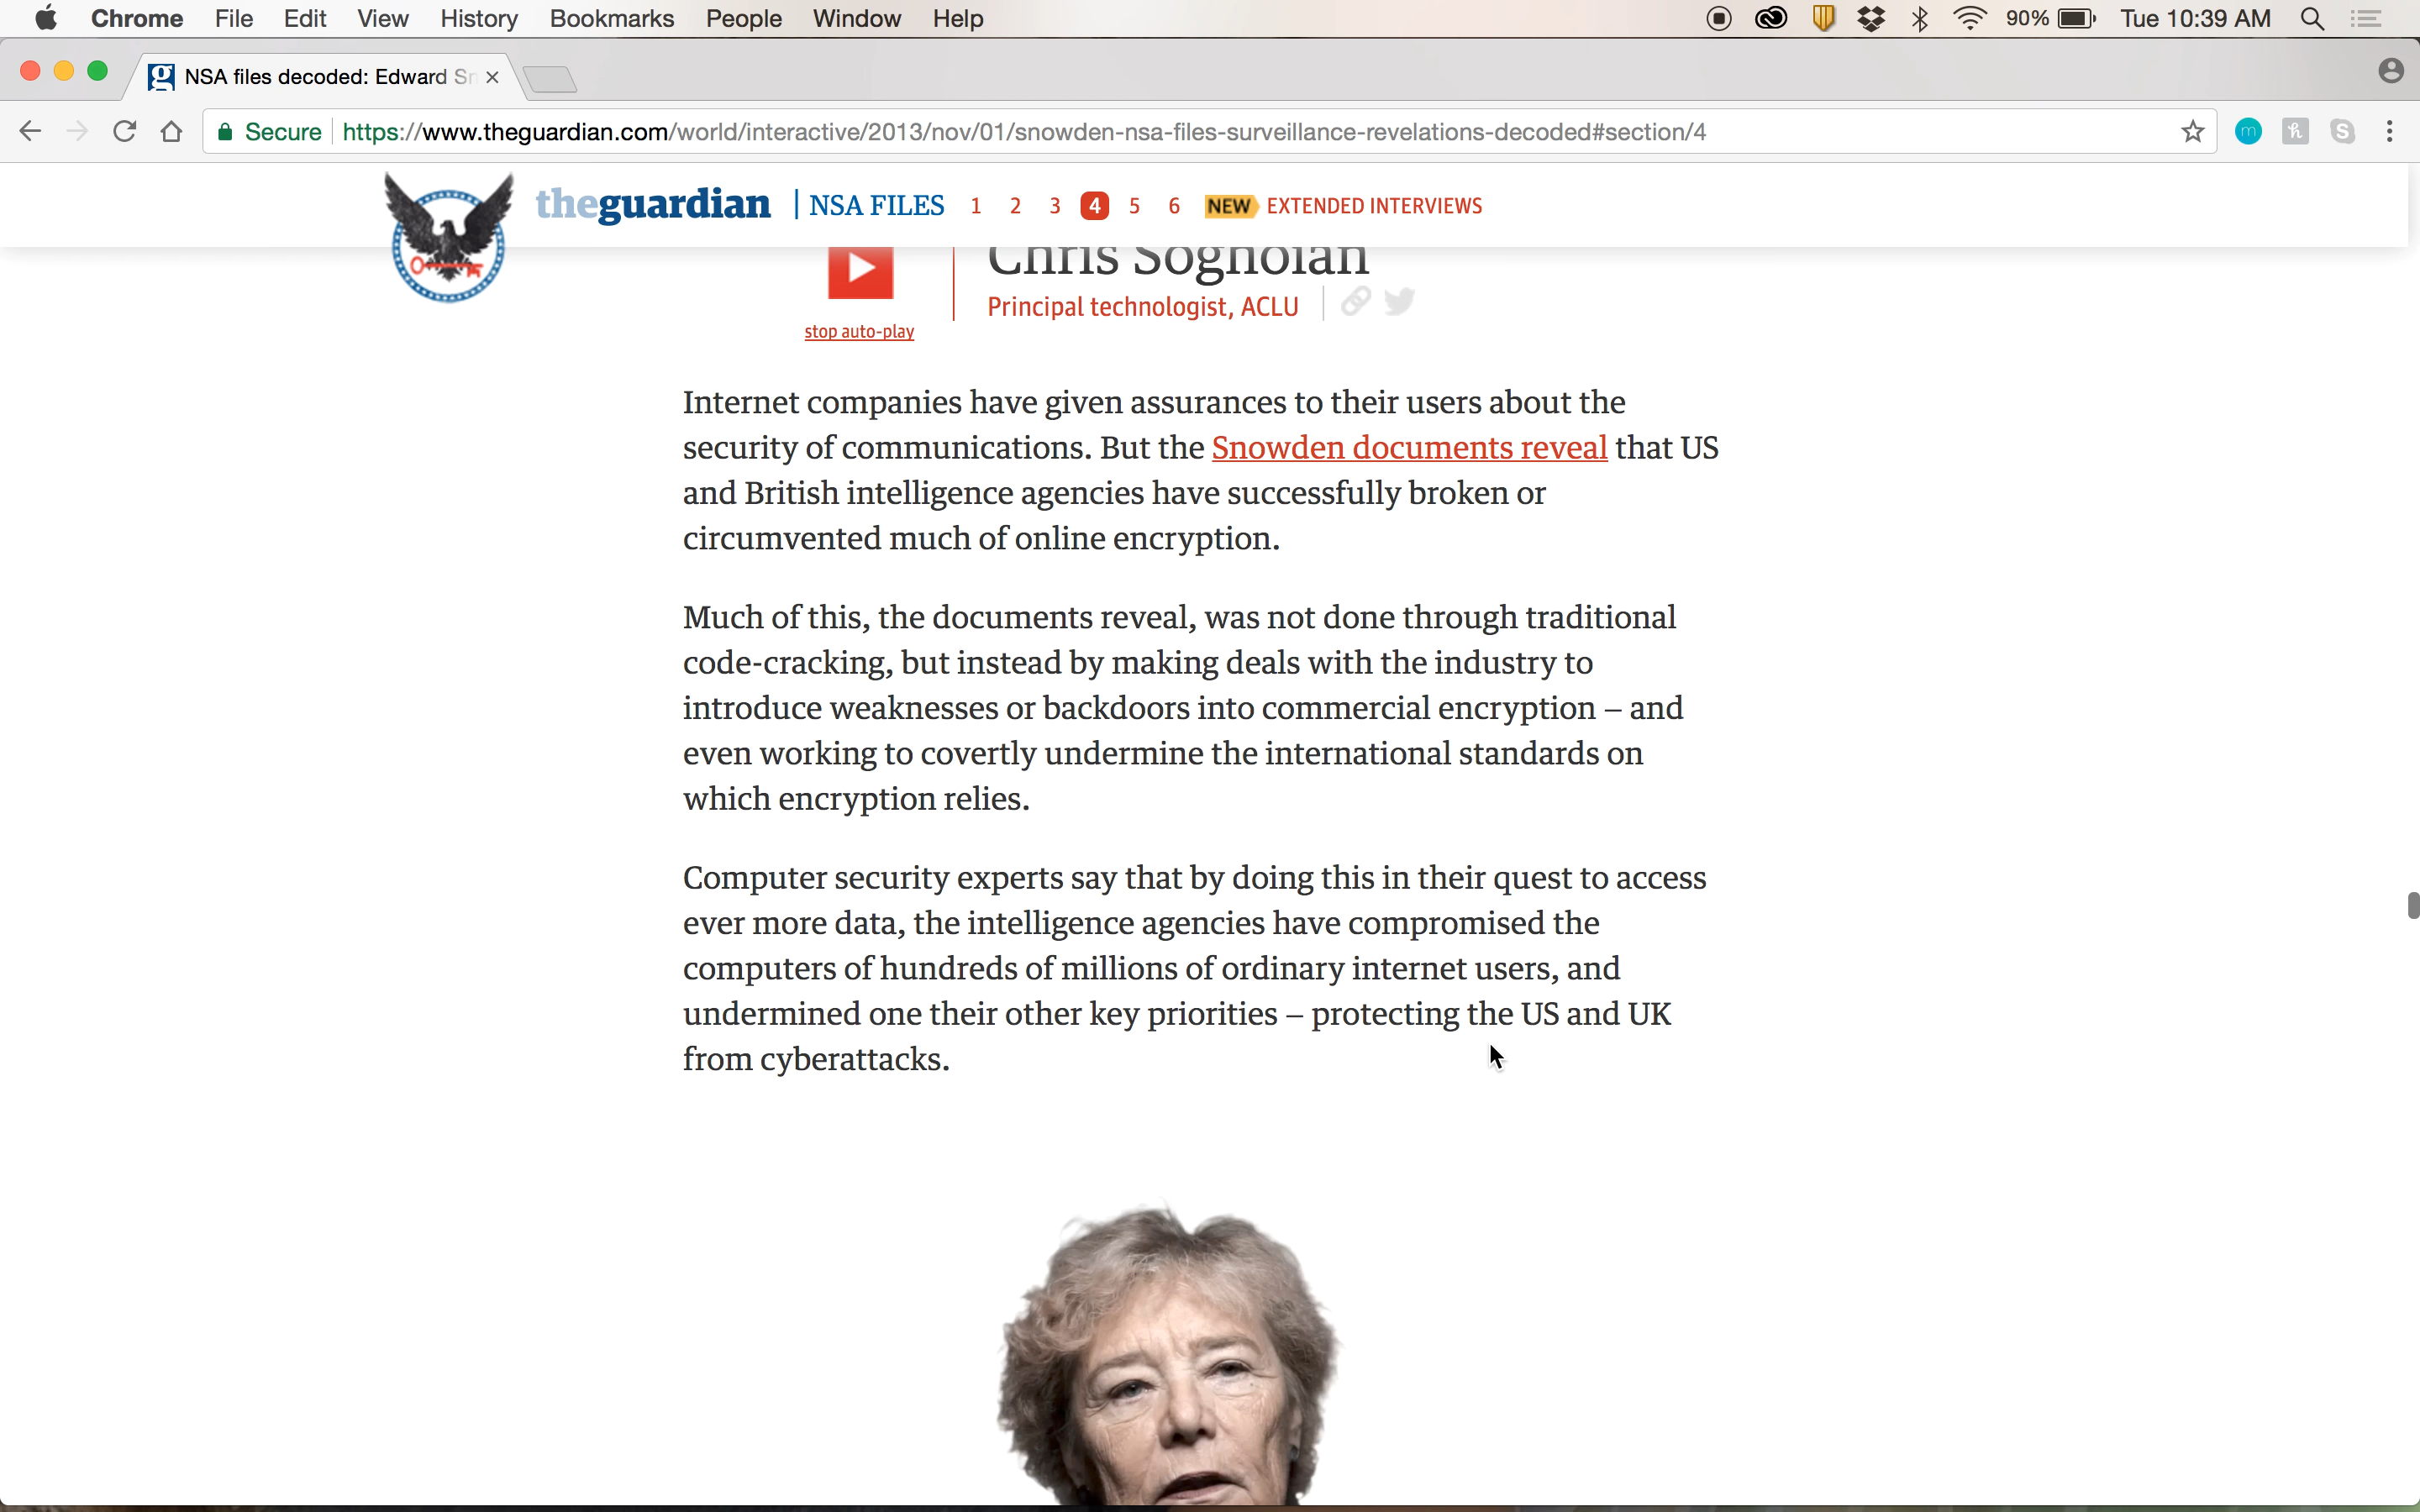 Chrome File Edit View History Bookmarks People Window Help 90% Tue 10:39 AM
NSA files decoded: Edward Sn
Secure https://www.theguardian.com/world/interactive/2013/nov/01/snowden-nsa-files-surveillance-revelations-decoded#section/4
theguardian NSA FILES 1 2 3 4 5 6 NEW EXTENDED INTERVIEWS
Chris Soghoian
Principal technologist, ACLU
stop auto-play
Internet companies have given assurances to their users about the
security of communications. But the Snowden documents reveal that US
and British intelligence agencies have successfully broken or
circumvented much of online encryption.
Much of this, the documents reveal, was not done through traditional
code-cracking, but instead by making deals with the industry to
introduce weaknesses or backdoors into commercial encryption – and
even working to covertly undermine the international standards on
which encryption relies.
Computer security experts say that by doing this in their quest to access
ever more data, the intelligence agencies have compromised the
computers of hundreds of millions of ordinary internet users, and
undermined one their other key priorities – protecting the US and UK
from cyberattacks.